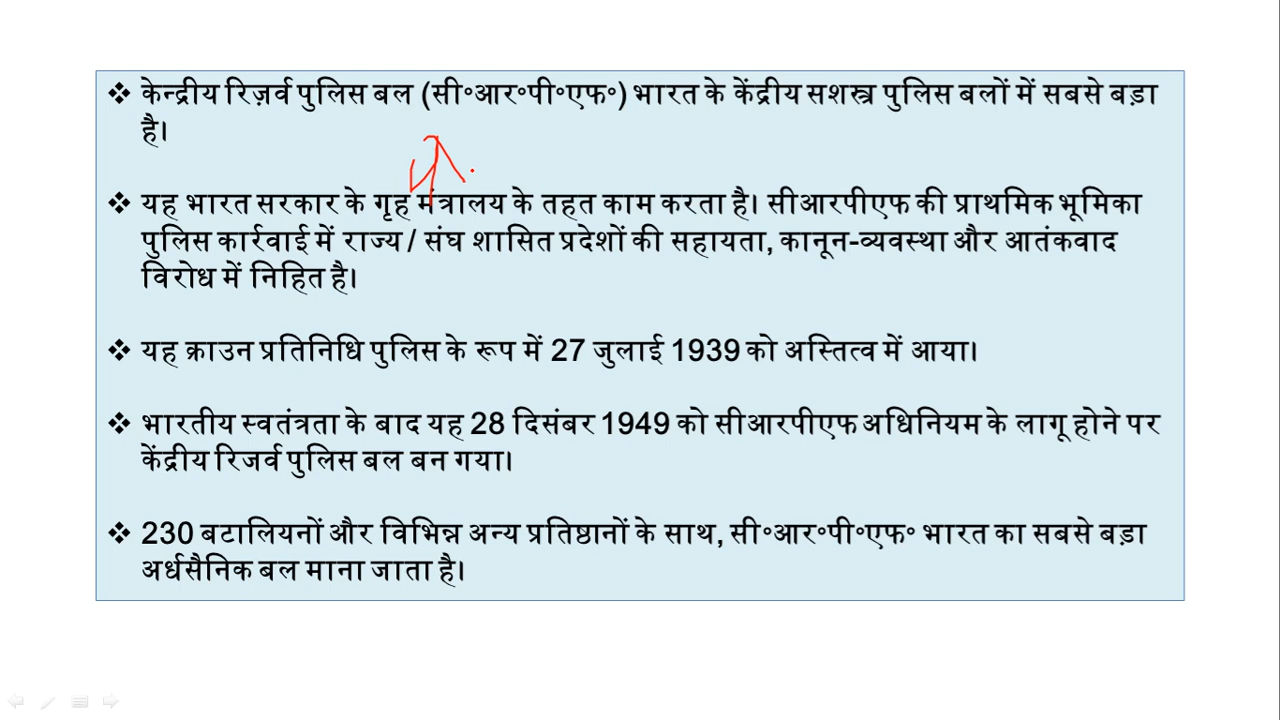 ❖ केन्द्रीय रिज़र्व पुलिस बल (सी॰आर॰पी॰एफ॰) भारत के केंद्रीय सशस्त्र पुलिस बलों में सबसे बड़ा
है।
❖ यह भारत सरकार के गृह मंत्रालय के तहत काम करता है। सीआरपीएफ की प्राथमिक भूमिका
पुलिस कार्रवाई में राज्य / संघ शासित प्रदेशों की सहायता, कानून-व्यवस्था और आतंकवाद
विरोध में निहित है।
❖ यह क्राउन प्रतिनिधि पुलिस के रूप में 27 जुलाई 1939 को अस्तित्व में आया।
❖ भारतीय स्वतंत्रता के बाद यह 28 दिसंबर 1949 को सीआरपीएफ अधिनियम के लागू होने पर
केंद्रीय रिजर्व पुलिस बल बन गया।
❖ 230 बटालियनों और विभिन्न अन्य प्रतिष्ठानों के साथ, सी॰आर॰पी॰एफ॰ भारत का सबसे बड़ा
अर्धसैनिक बल माना जाता है।